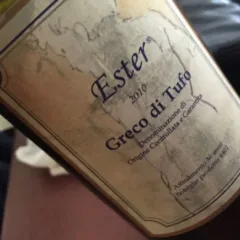 Ester
2010
Greco di Tufo
Denominazione di
Origine Controllata e Garantita